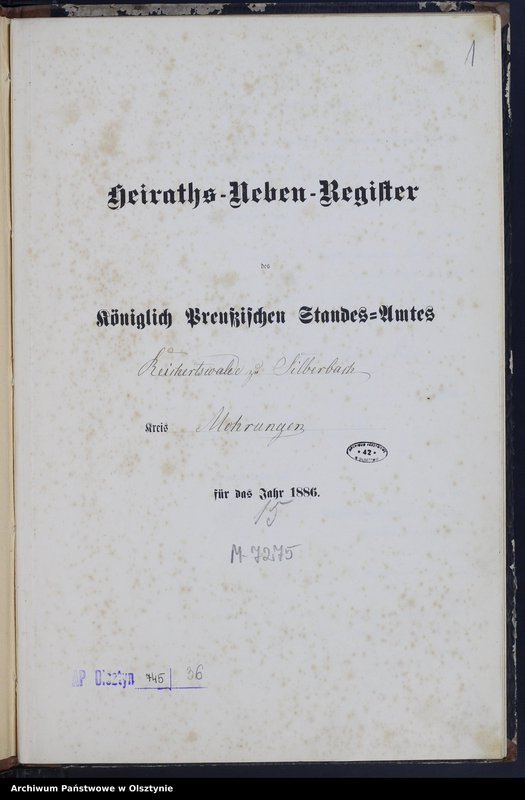 1
Heiraths-Neben-Register
des
Königlich Preußischen Standes-Amtes
Reichertswalde zu Silberbach
Kreis Mohrungen
* 42 *
für das Jahr 1886.
15
M-7275
AP Olsztyn 745 36
Archiwum Państwowe w Olsztynie